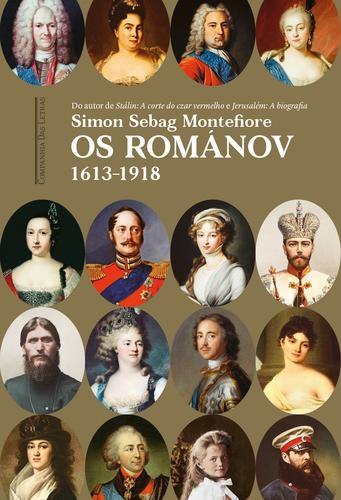 Do autor de Stálin: A corte do czar vermelho e Jerusalém: A biografia
Simon Sebag Montefiore
OS ROMÁNOV
1613-1918
COMPANHIA DAS LETRAS